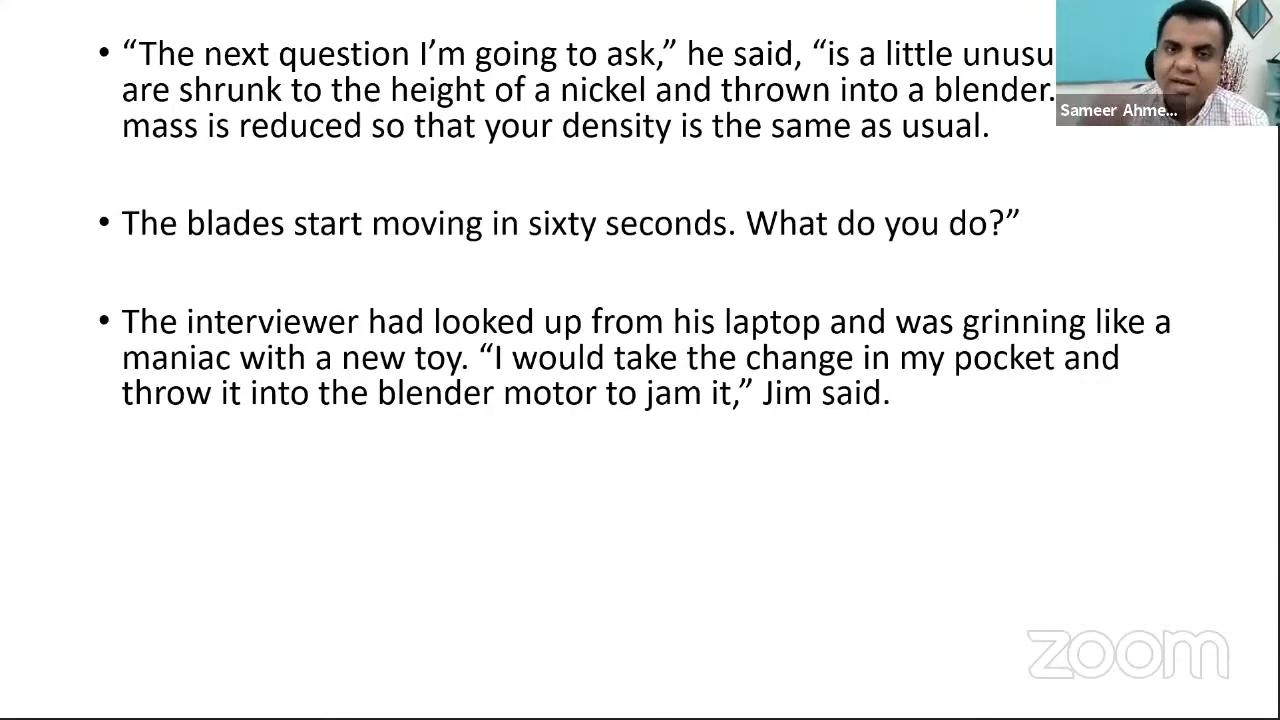 • “The next question I’m going to ask,” he said, “is a little unusu
are shrunk to the height of a nickel and thrown into a blender.
mass is reduced so that your density is the same as usual.
• The blades start moving in sixty seconds. What do you do?”
• The interviewer had looked up from his laptop and was grinning like a
maniac with a new toy. “I would take the change in my pocket and
throw it into the blender motor to jam it,” Jim said.
Sameer Ahme...
zoom